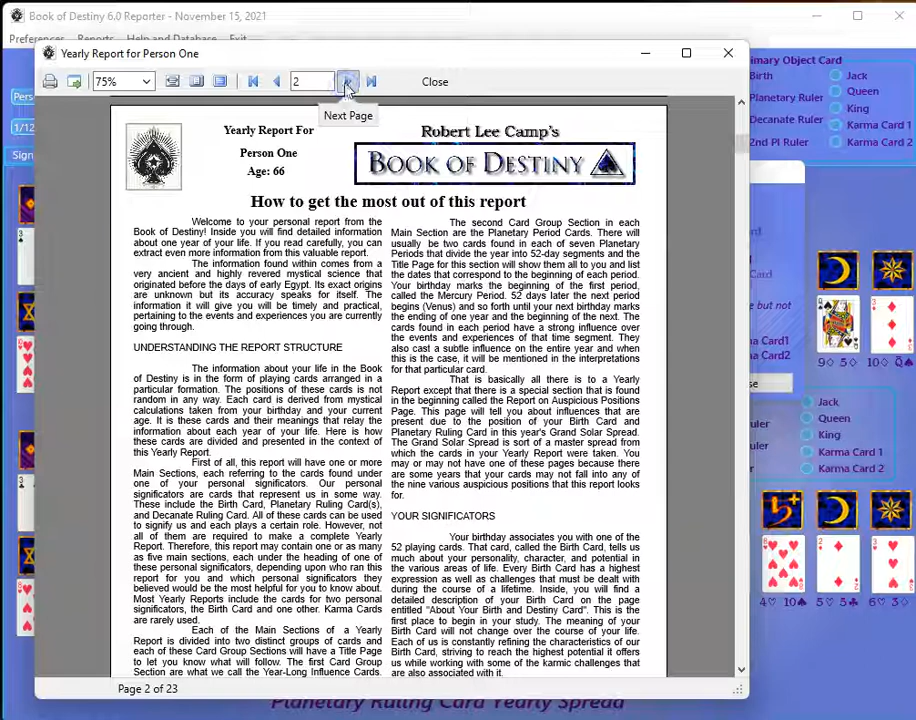 Book of Destiny 6.0 Reporter - November 15, 2021
Preferences Reports Help and Database Exit
Yearly Report for Person One
75%
2
Close
Next Page
Yearly Report For
Person One
Age: 66
Robert Lee Camp's
BOOK OF DESTINY
How to get the most out of this report
Welcome to your personal report from the
Book of Destiny! Inside you will find detailed information
about one year of your life. If you read carefully, you can
extract even more information from this valuable report.
The information found within comes from a
very ancient and highly revered mystical science that
originated before the days of early Egypt. Its exact origins
are unknown but its accuracy speaks for itself. The
information it will give you will be timely and practical,
pertaining to the events and experiences you are currently
going through.
UNDERSTANDING THE REPORT STRUCTURE
The information about your life in the Book
of Destiny is in the form of playing cards arranged in a
particular formation. The positions of these cards is not
random in any way. Each card is derived from mystical
calculations taken from your birthday and your current
age. It is these cards and their meanings that relay the
information about each year of your life. Here is how
these cards are divided and presented in the context of
this Yearly Report.
First of all, this report will have one or more
Main Sections, each referring to the cards found under
one of your personal significators. Our personal
significators are cards that represent us in some way.
These include the Birth Card, Planetary Ruling Card(s),
and Decanate Ruling Card. All of these cards can be used
to signify us and each plays a certain role. However, not
all of them are required to make a complete Yearly
Report. Therefore, this report may contain one or as many
as five main sections, each under the heading of one of
these personal significators, depending upon who ran this
report for you and which personal significators they
believed would be the most helpful for you to know about.
Most Yearly Reports include the cards for two personal
significators, the Birth Card and one other. Karma Cards
are rarely used.
Each of the Main Sections of a Yearly
Report is divided into two distinct groups of cards and
each of these Card Group Sections will have a Title Page
to let you know what will follow. The first Card Group
Section are what we call the Year-Long Influence Cards.
The second Card Group Section in each
Main Section are the Planetary Period Cards. There will
usually be two cards found in each of seven Planetary
Periods that divide the year into 52-day segments and the
Title Page for this section will show them all to you and list
the dates that correspond to the beginning of each period.
Your birthday marks the beginning of the first period,
called the Mercury Period. 52 days later the next period
begins (Venus) and so forth until your next birthday marks
the ending of one year and the beginning of the next. The
cards found in each period have a strong influence over
the events and experiences of that time segment. They
also cast a subtle influence on the entire year and when
this is the case, it will be mentioned in the interpretations
for that particular card.
That is basically all there is to a Yearly
Report except that there is a special section that is found
in the beginning called the Report on Auspicious Positions
Page. This page will tell you about influences that are
present due to the position of your Birth Card and
Planetary Ruling Card in this year's Grand Solar Spread.
The Grand Solar Spread is sort of a master spread from
which the cards in your Yearly Report were taken. You
may or may not have one of these pages because there
are some years that your cards may not fall into any of
the nine various auspicious positions that this report looks
for.
YOUR SIGNIFICATORS
Your birthday associates you with one of the
52 playing cards. That card, called the Birth Card, tells us
much about your personality, character, and potential in
the various areas of life. Every Birth Card has a highest
expression as well as challenges that must be dealt with
during the course of a lifetime. Inside, you will find a
detailed description of your Birth Card on the page
entitled "About Your Birth and Destiny Card". This is the
first place to begin in your study. The meaning of your
Birth Card will not change over the course of your life.
Each of us is constantly refining the characteristics of our
Birth Card, striving to reach the highest potential it offers
us while working with some of the karmic challenges that
are also associated with it.
Page 2 of 23
Planetary Ruling Card Yearly Spread
imary Object Card
Birth
Jack
Planetary Ruler
Queen
Decanate Ruler
King
2nd Pl Ruler
Karma Card 1
Karma Card 2
e but not
ma Card1
ma Card2
9♢ 5♢ 10♢ Q♠
Jack
Queen
King
Karma Card 1
Karma Card 2
4♡ 10♣ 5♡ 5♣ 6♡ 3♢
Pers
1/12
Sign